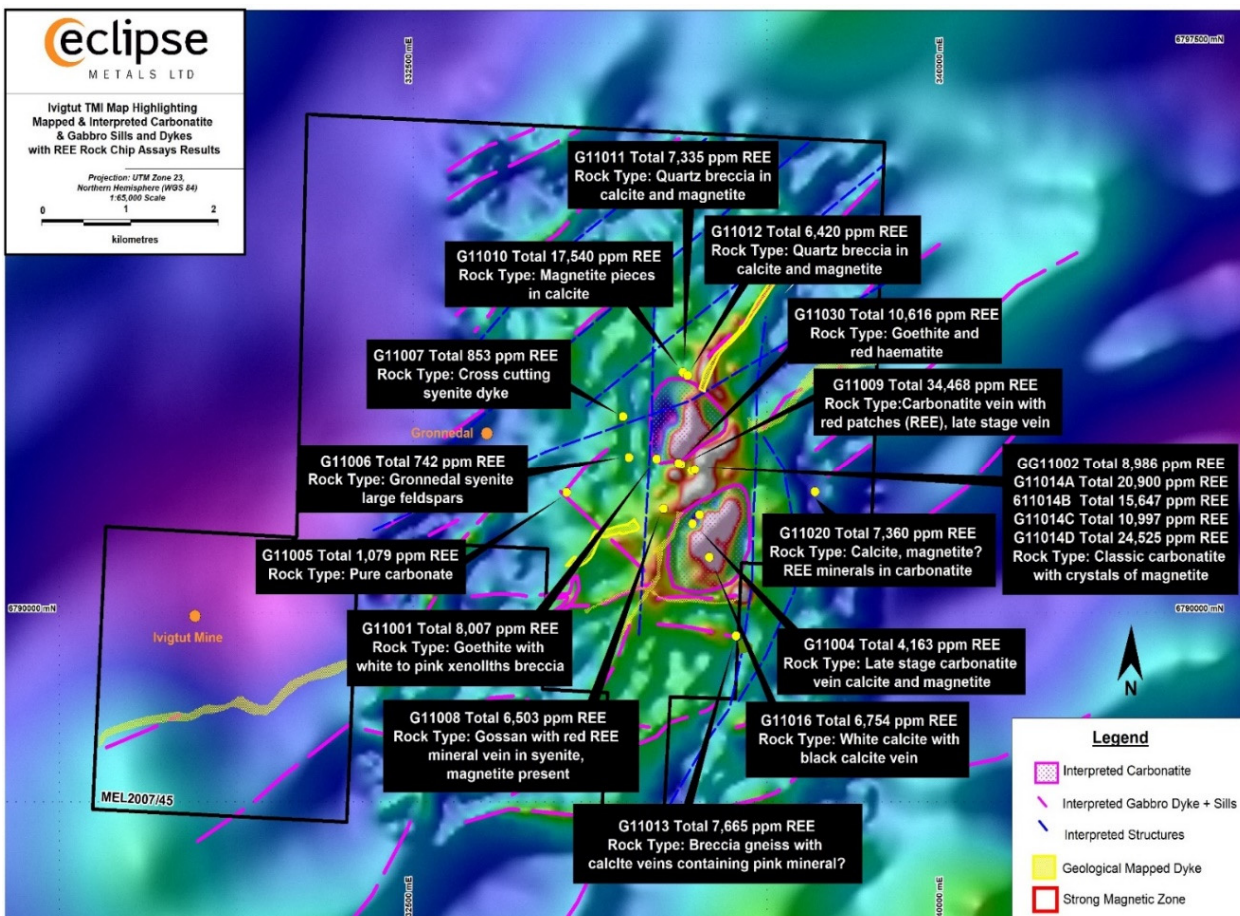 eclipse
METALS LTD
Ivigtut TMI Map Highlighting
Mapped & Interpreted Carbonatite
& Gabbro Sills and Dykes
with REE Rock Chip Assays Results
Projection: UTM Zone 23,
Northern Hemisphere (WGS 84)
1:65,000 Scale
0 1 2
kilometres
332500 mE
340000 mE
6797500 mN
G11011 Total 7,335 ppm REE
Rock Type: Quartz breccia in
calcite and magnetite
G11012 Total 6,420 ppm REE
Rock Type: Quartz breccia in
calcite and magnetite
G11010 Total 17,540 ppm REE
Rock Type: Magnetite pieces
in calcite
G11030 Total 10,616 ppm REE
Rock Type: Goethite and
red haematite
G11007 Total 853 ppm REE
Rock Type: Cross cutting
syenite dyke
G11009 Total 34,468 ppm REE
Rock Type:Carbonatite vein with
red patches (REE), late stage vein
Gronnedal
G11006 Total 742 ppm REE
Rock Type: Gronnedal syenite
large feldspars
GG11002 Total 8,986 ppm REE
G11014A Total 20,900 ppm REE
611014B Total 15,647 ppm REE
G11014C Total 10,997 ppm REE
G11014D Total 24,525 ppm REE
Rock Type: Classic carbonatite
with crystals of magnetite
G11020 Total 7,360 ppm REE
Rock Type: Calcite, magnetite?
REE minerals in carbonatite
G11005 Total 1,079 ppm REE
Rock Type: Pure carbonate
6790000 mN
6790000 mN
Ivigtut Mine
G11001 Total 8,007 ppm REE
Rock Type: Goethite with
white to pink xenollths breccia
G11004 Total 4,163 ppm REE
Rock Type: Late stage carbonatite
vein calcite and magnetite
N
G11008 Total 6,503 ppm REE
Rock Type: Gossan with red REE
mineral vein in syenite,
magnetite present
G11016 Total 6,754 ppm REE
Rock Type: White calcite with
black calcite vein
MEL2007/45
G11013 Total 7,665 ppm REE
Rock Type: Breccia gneiss with
calcite veins containing pink mineral?
Legend
Interpreted Carbonatite
Interpreted Gabbro Dyke + Sills
Interpreted Structures
Geological Mapped Dyke
Strong Magnetic Zone
332500 mE
340000 mE